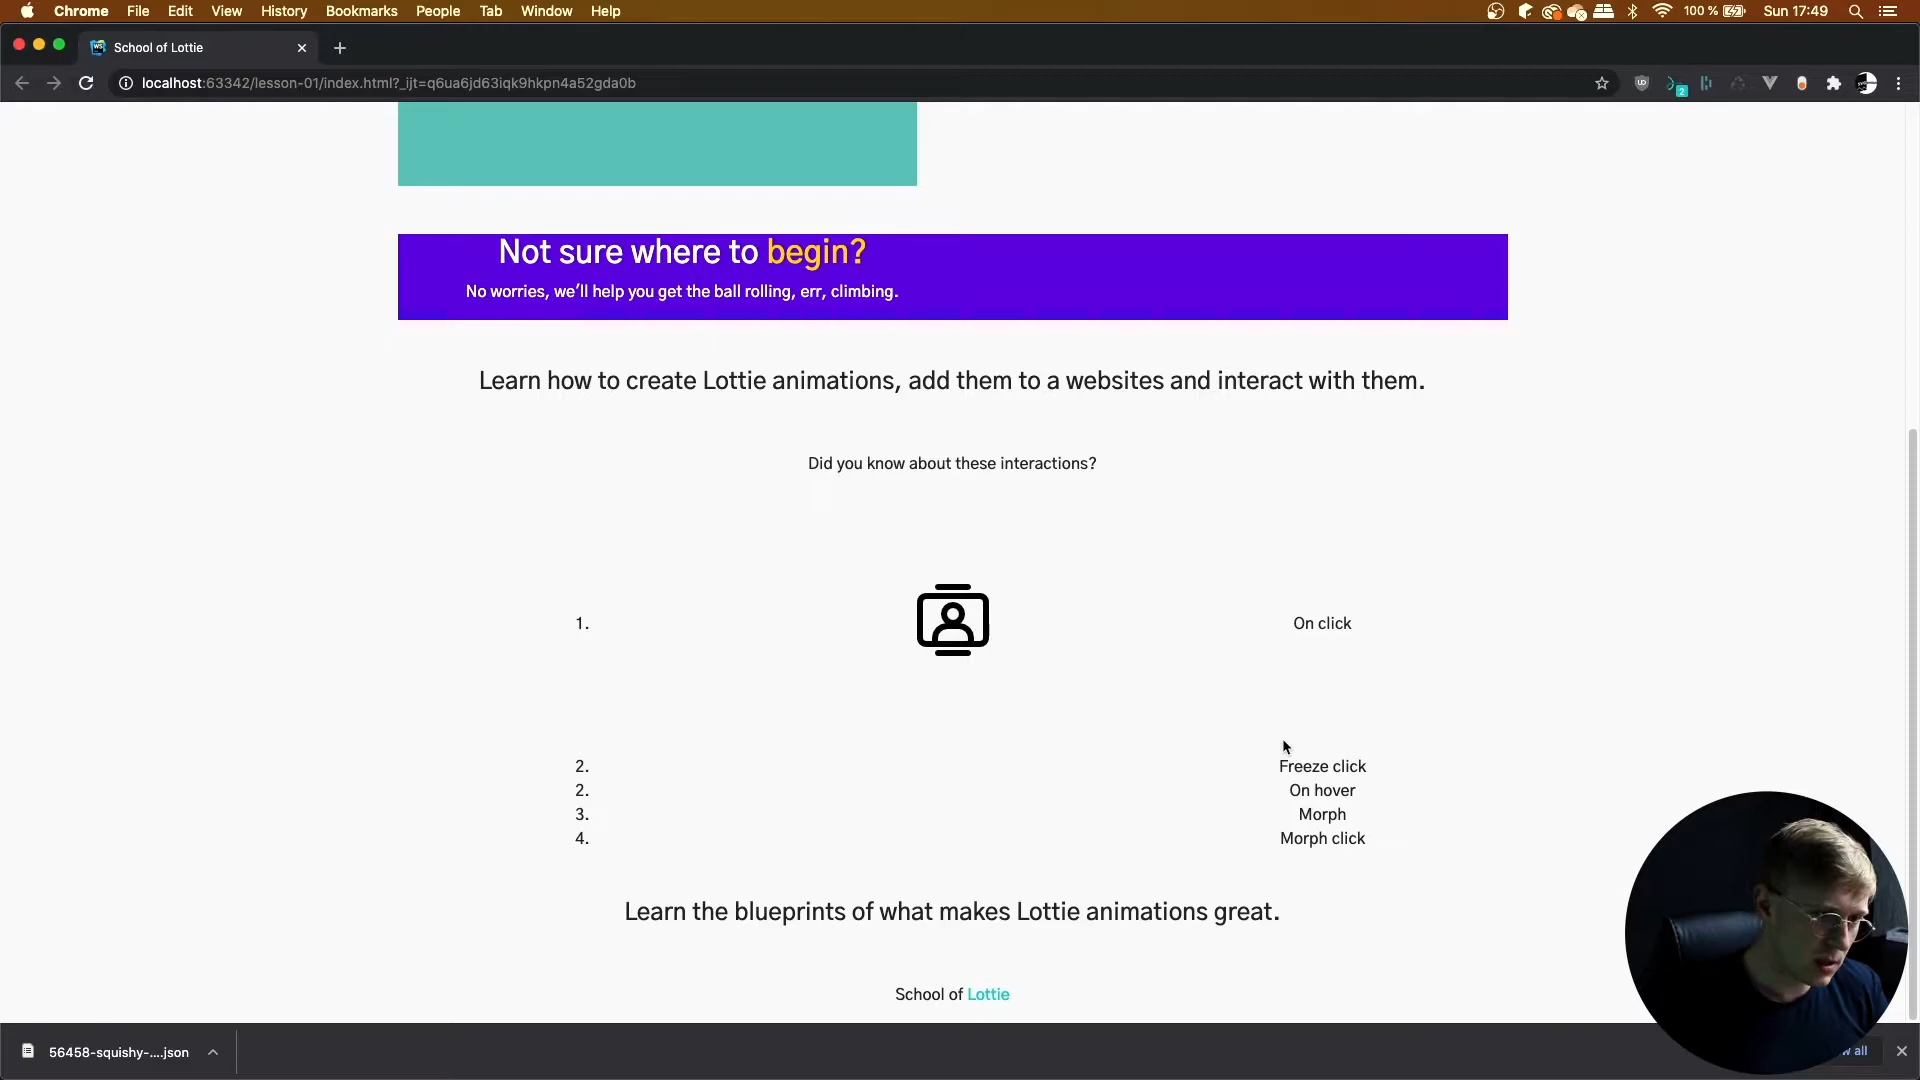 Chrome File Edit View History Bookmarks People Tab Window Help 100 % Sun 17:49
School of Lottie
localhost:63342/lesson-01/index.html?_ijt=q6ua6jd63iqk9hkpn4a52gda0b
2
Not sure where to begin?
No worries, we'll help you get the ball rolling, err, climbing.
Learn how to create Lottie animations, add them to a websites and interact with them.
Did you know about these interactions?
1. On click
2. Freeze click
2. On hover
3. Morph
4. Morph click
Learn the blueprints of what makes Lottie animations great.
School of Lottie
56458-squishy-....json all